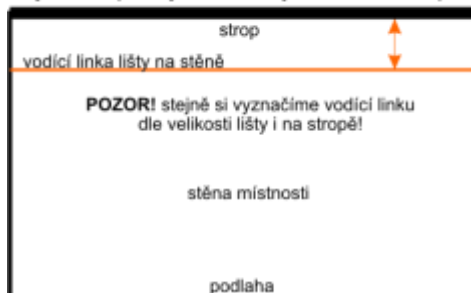 strop
vodící linka lišty na stěně
POZOR! stejně si vyznačíme vodící linku
dle velikosti lišty i na stropě!
stěna místnosti
podlaha